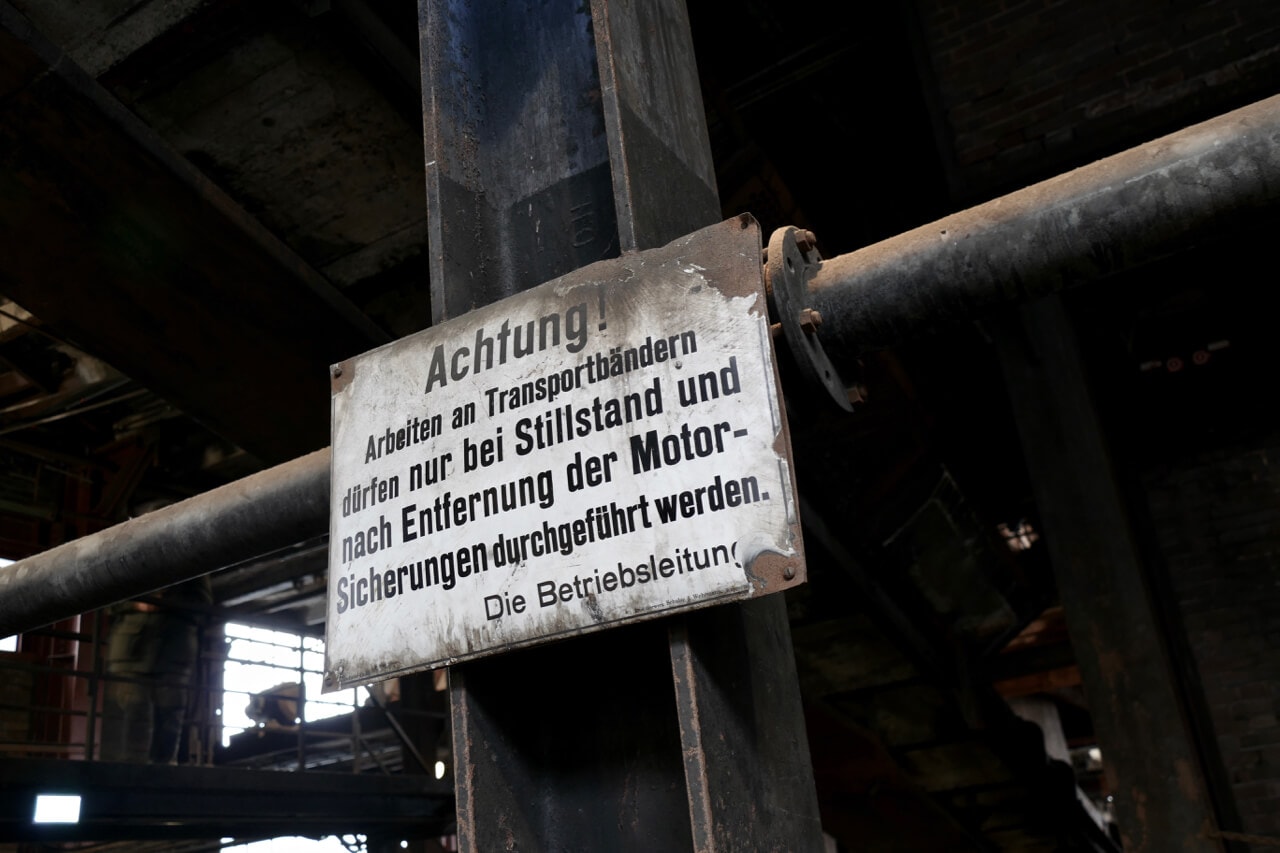 Achtung!
Arbeiten an Transportbändern
dürfen nur bei Stillstand und
nach Entfernung der Motor-
Sicherungen durchgeführt werden.
Die Betriebsleitung